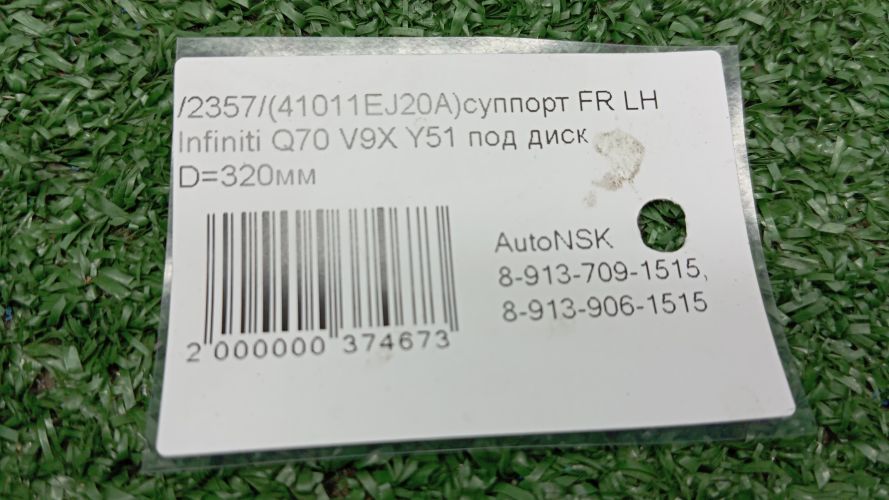 /2357/(41011EJ20A)суппорт FR LH
Infiniti Q70 V9X Y51 под диск
D=320мм
AutoNSK
8-913-709-1515,
8-913-906-1515
2 000000 374673